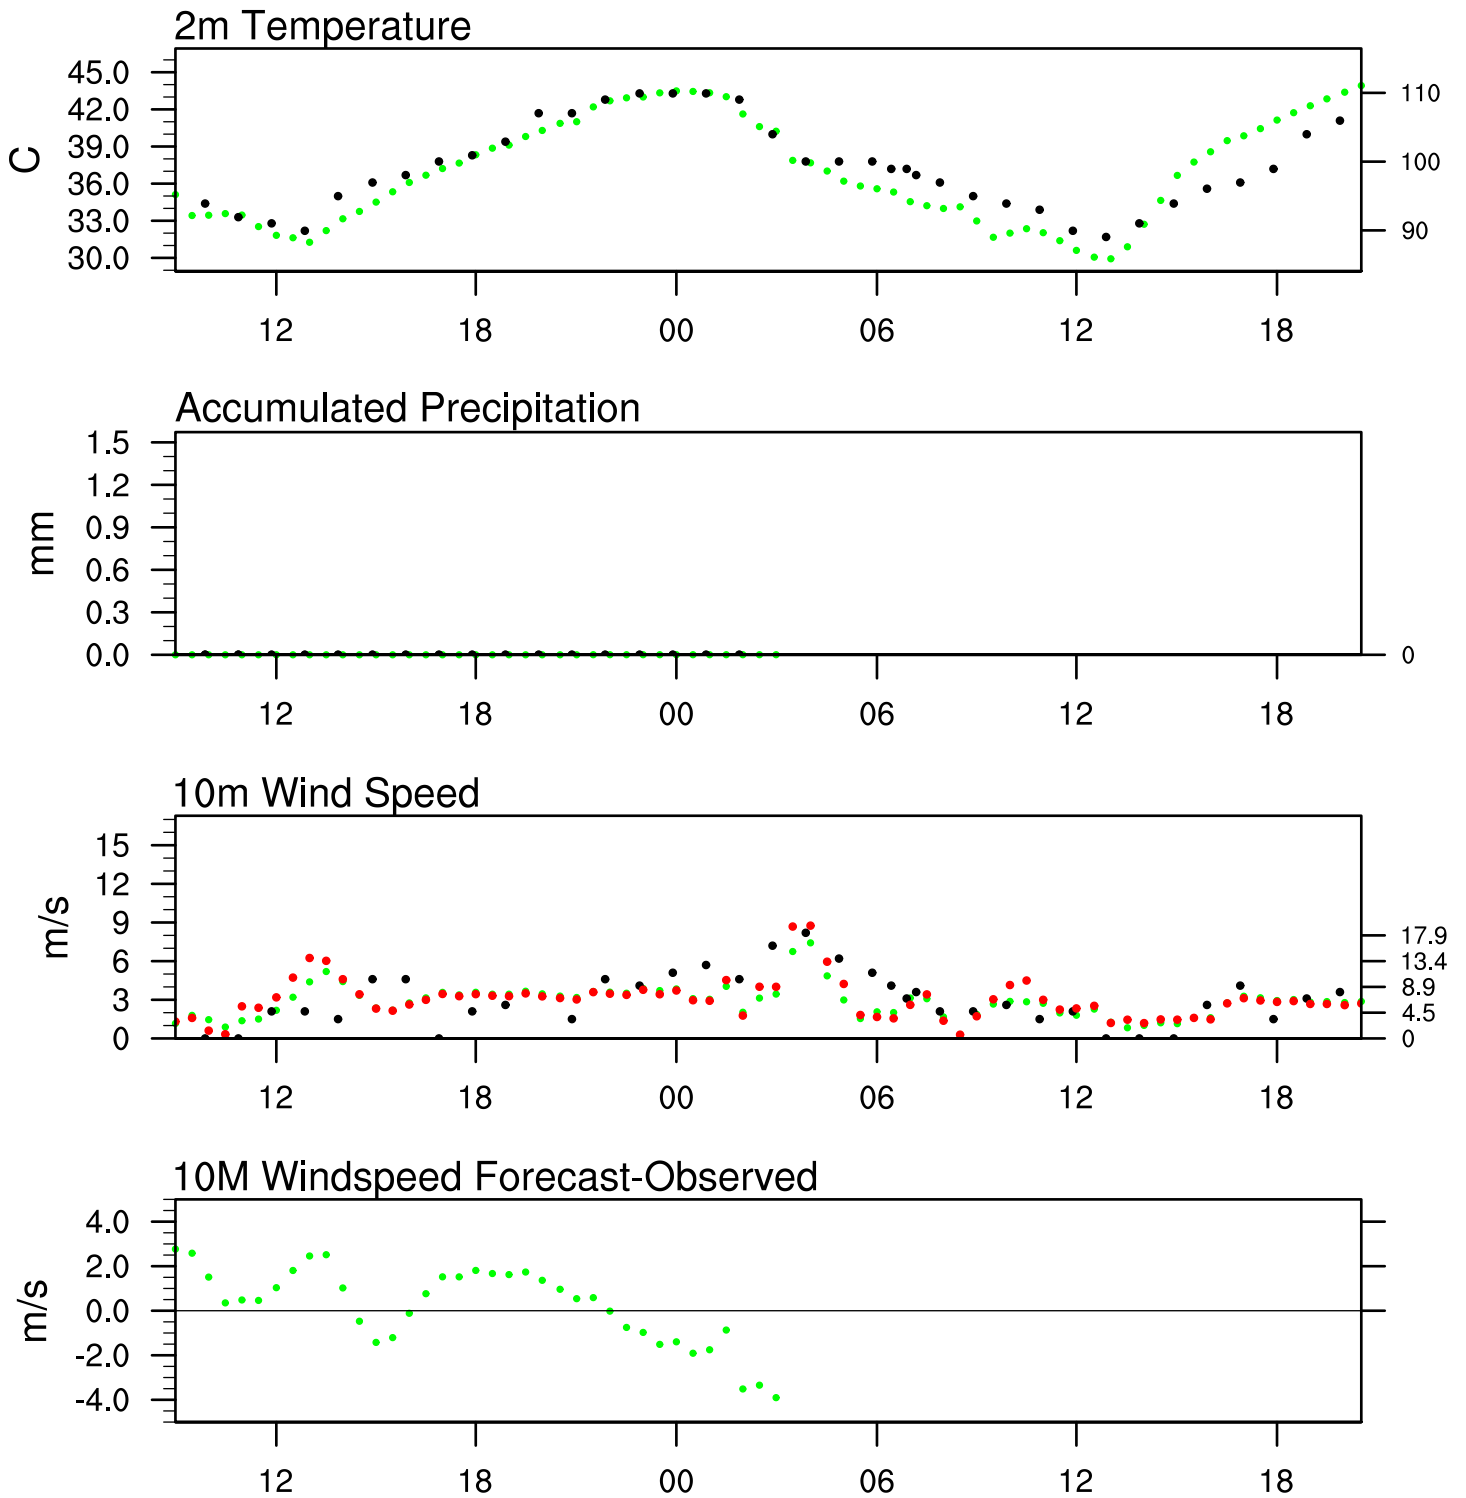 2m Temperature
45.0
42.0
39.0
36.0
33.0
30.0
C
110
100
90
12 18 00 06 12 18
Accumulated Precipitation
1.5
1.2
0.9
0.6
0.3
0.0
mm
0
12 18 00 06 12 18
10m Wind Speed
15
12
9
6
3
0
m/s
17.9
13.4
8.9
4.5
0
12 18 00 06 12 18
10M Windspeed Forecast-Observed
4.0
2.0
0.0
-2.0
-4.0
m/s
12 18 00 06 12 18